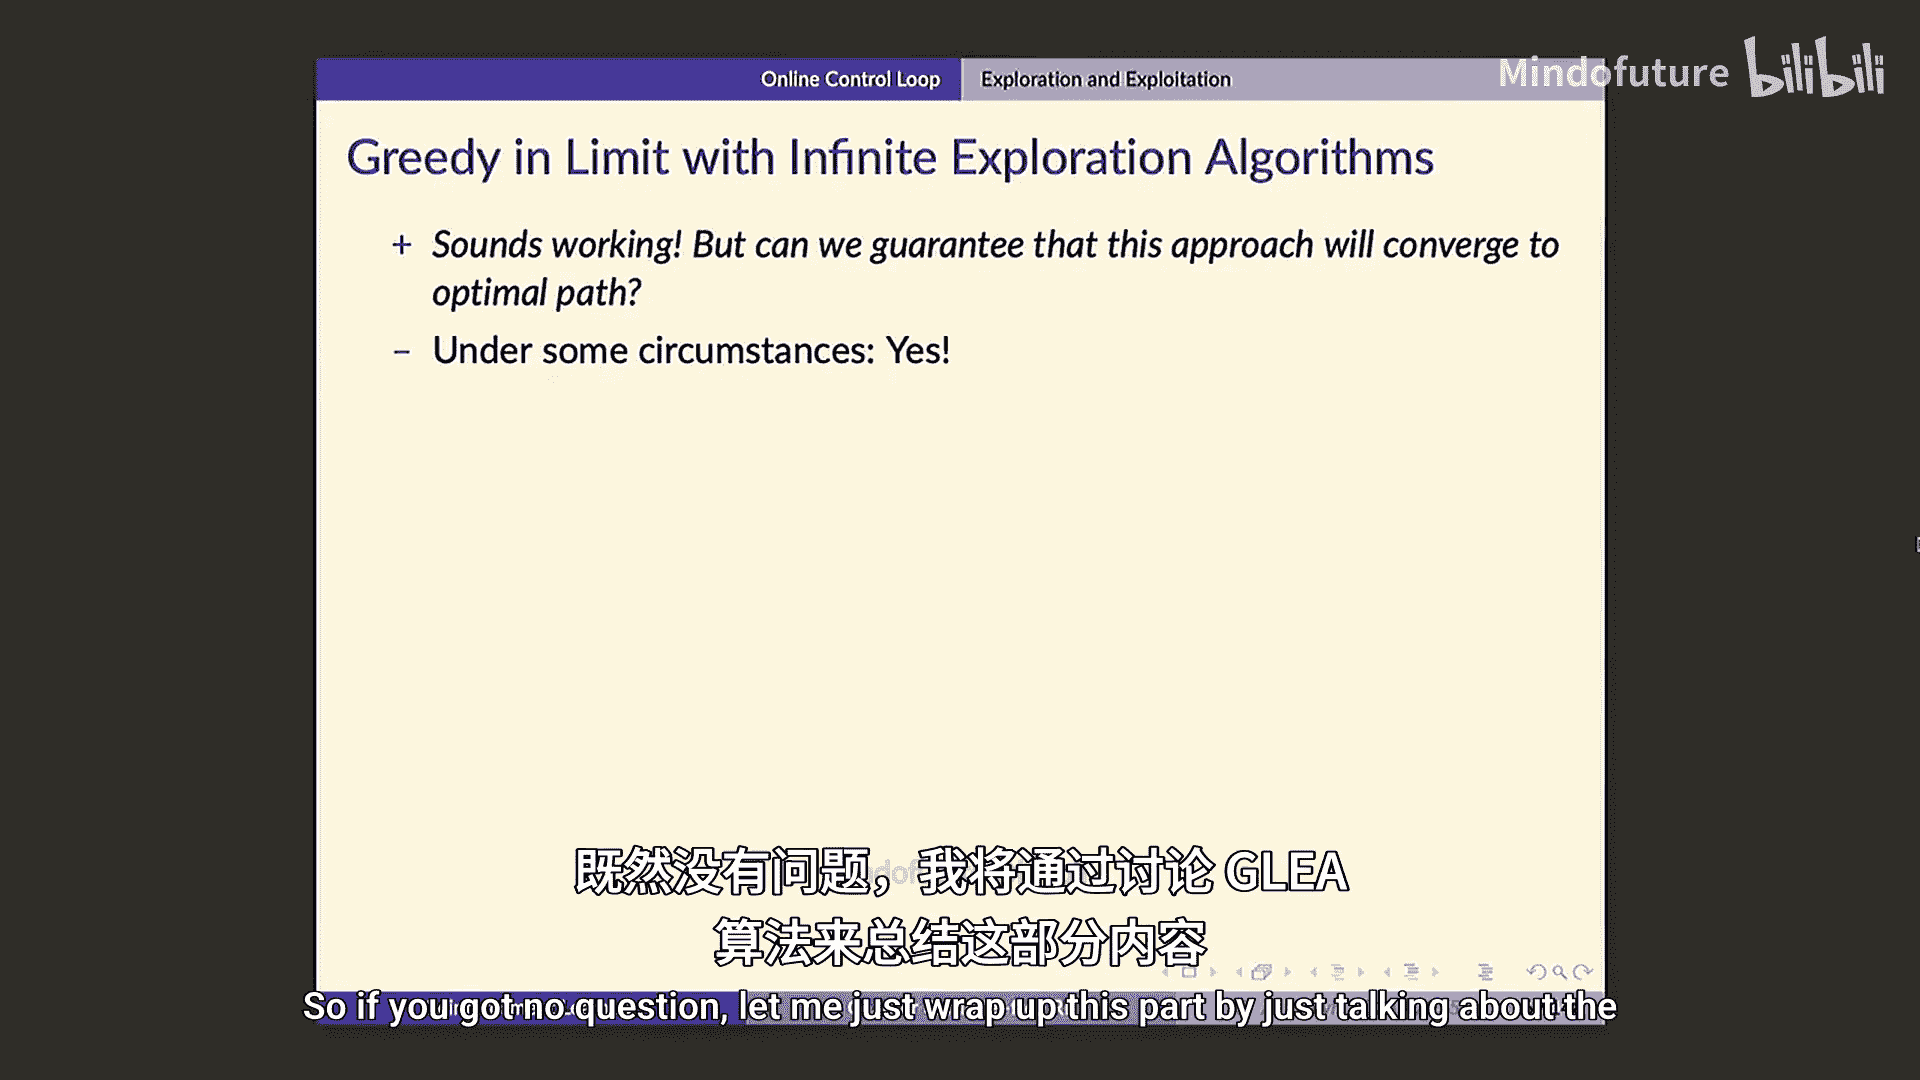 Online Control Loop
Exploration and Exploitation
Mindofuture bilibili
Greedy in Limit with Infinite Exploration Algorithms
+ Sounds working! But can we guarantee that this approach will converge to
optimal path?
– Under some circumstances: Yes!
既然没有问题，我将通过讨论 GLEA
算法来总结这部分内容
So if you got no question, let me just wrap up this part by just talking about the